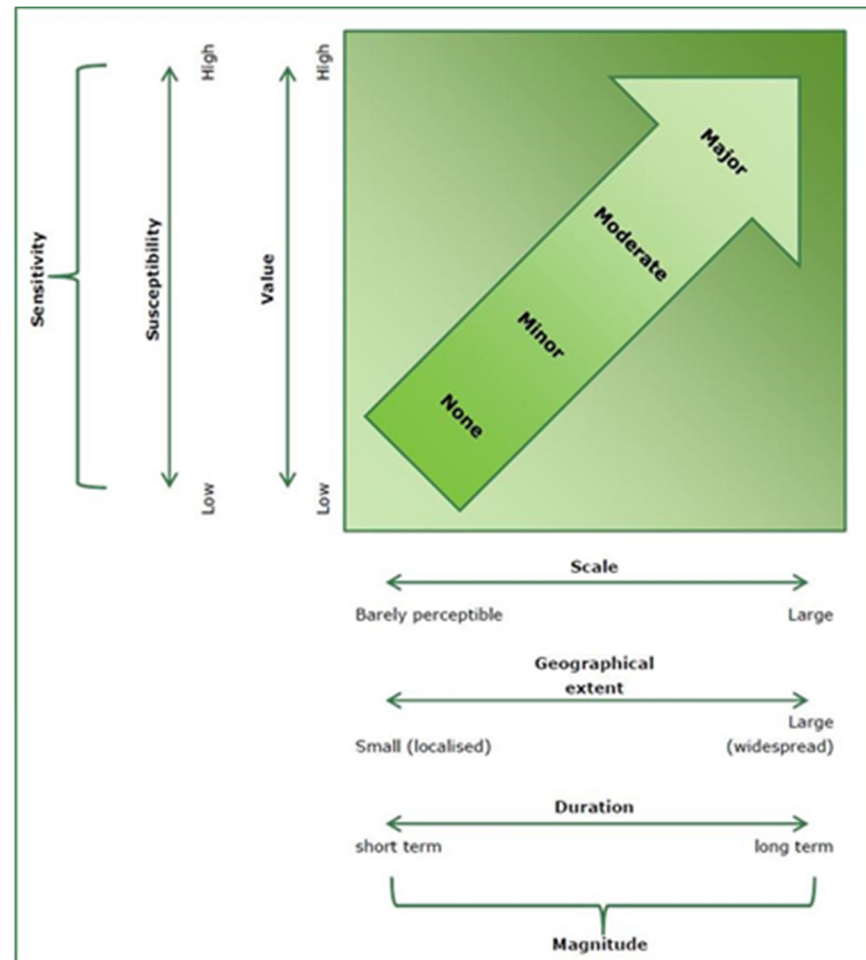 High
High
Sensitivity
Susceptibility
Value
Low
Low
Major
Moderate
Minor
None
Scale
Barely perceptible
Large
Geographical
extent
Large
Small (localised)
(widespread)
Duration
short term
long term
Magnitude